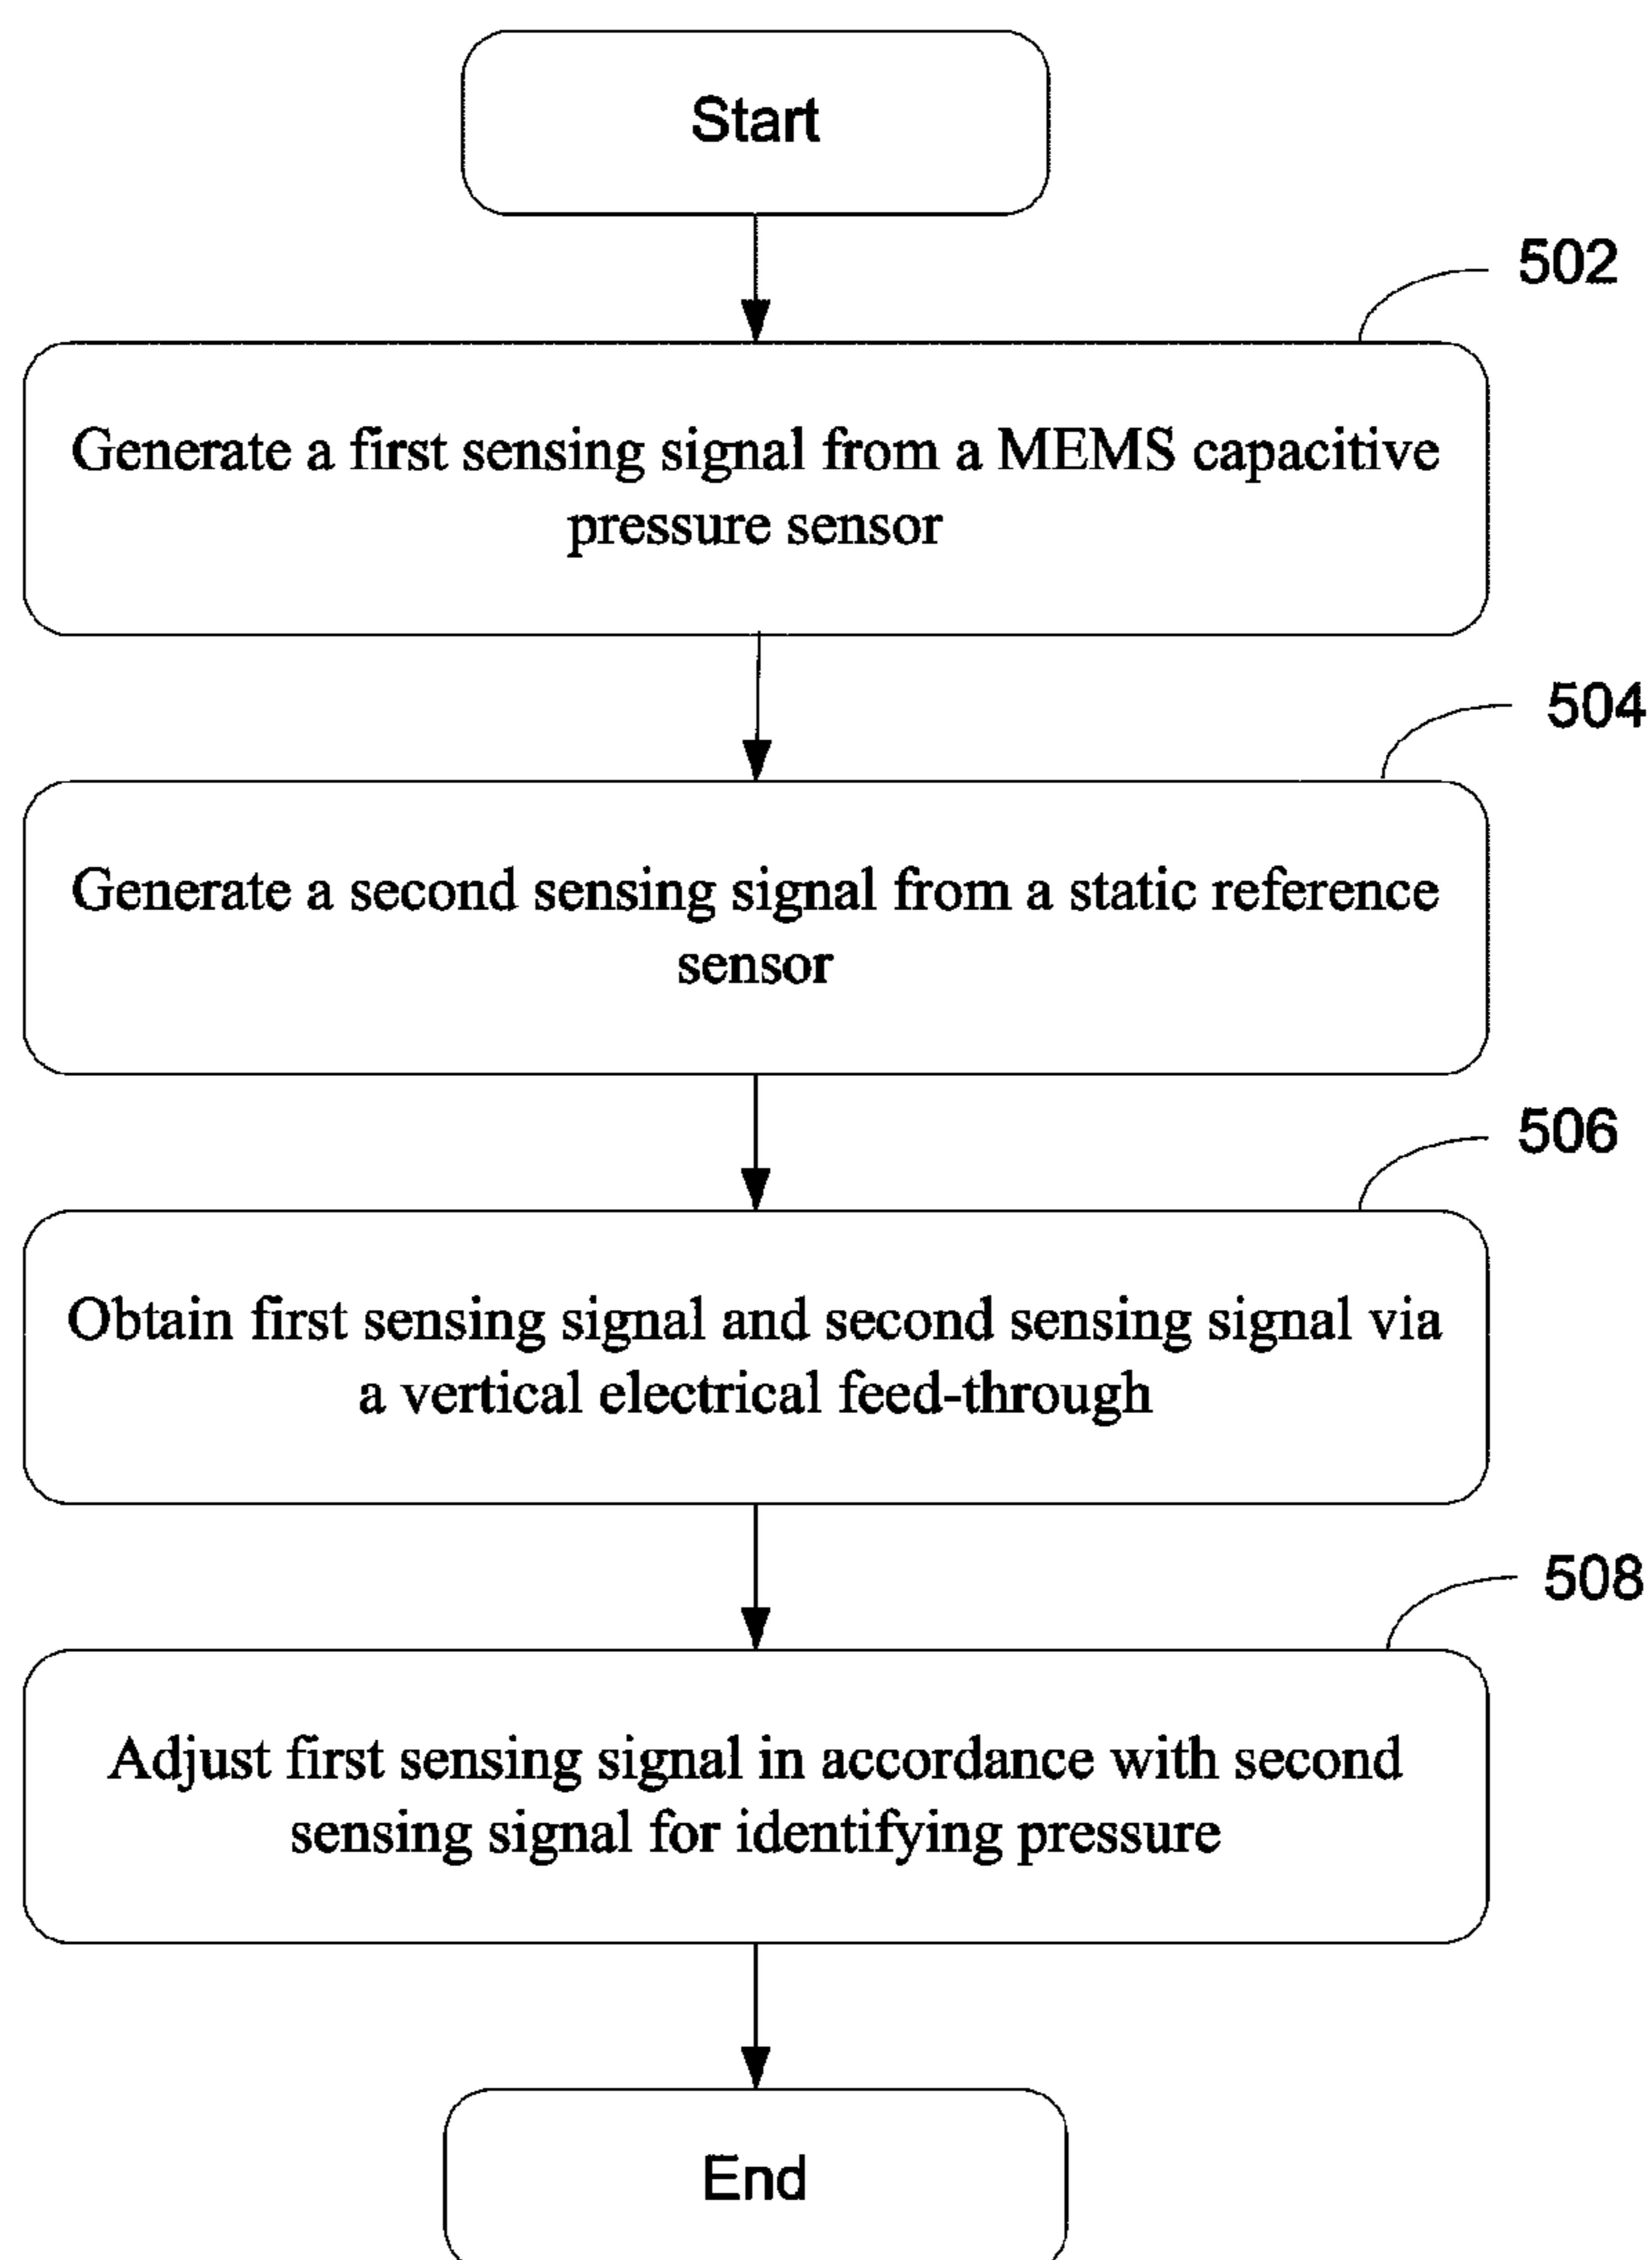 Start
502
Generate a first sensing signal from a MEMS capacitive
pressure sensor
504
Generate a second sensing signal from a static reference
sensor
506
Obtain first sensing signal and second sensing signal via
a vertical electrical feed-through
508
Adjust first sensing signal in accordance with second
sensing signal for identifying pressure
End